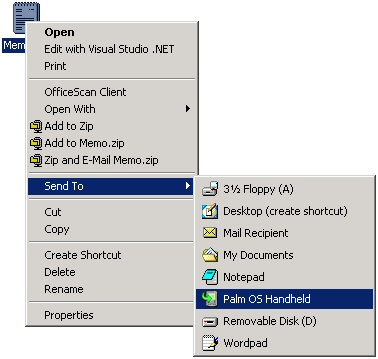 Mem
Open
Edit with Visual Studio .NET
Print
OfficeScan Client
Open With
Add to Zip
Add to Memo.zip
Zip and E-Mail Memo.zip
Send To
Cut
Copy
Create Shortcut
Delete
Rename
Properties
3½ Floppy (A)
Desktop (create shortcut)
Mail Recipient
My Documents
Notepad
Palm OS Handheld
Removable Disk (D)
Wordpad